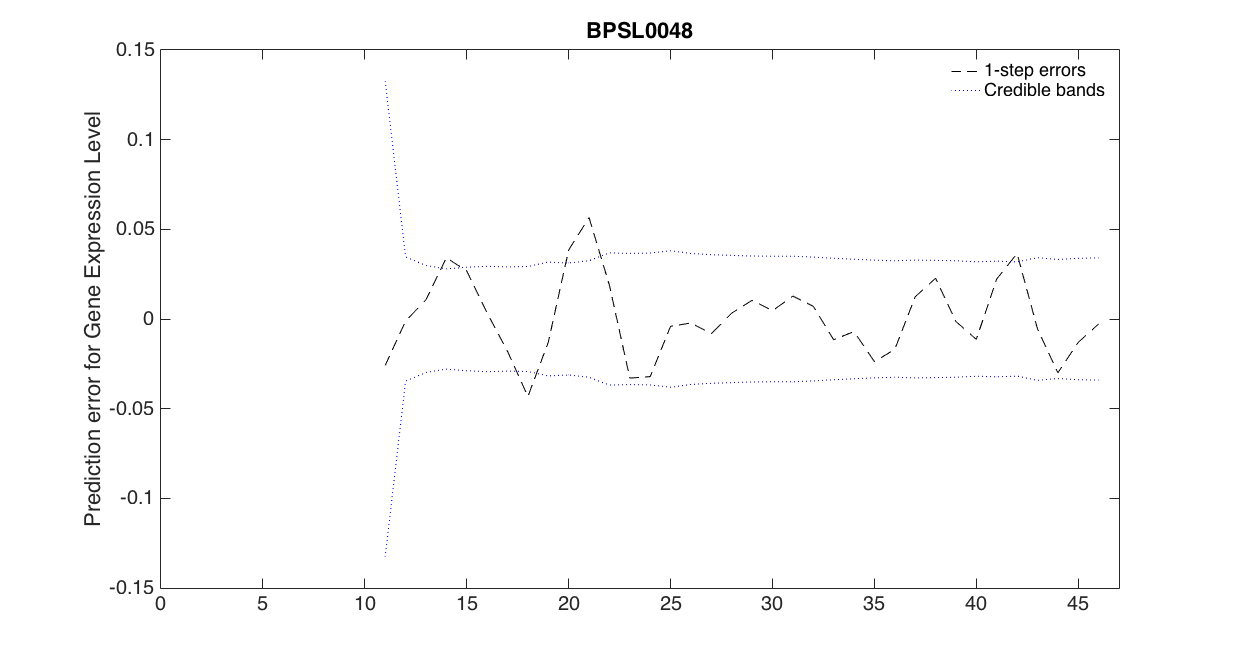 BPSL0048
0.15
0.1
0.05
0
-0.05
-0.1
-0.15
Prediction error for Gene Expression Level
1-step errors
Credible bands
0 5 10 15 20 25 30 35 40 45